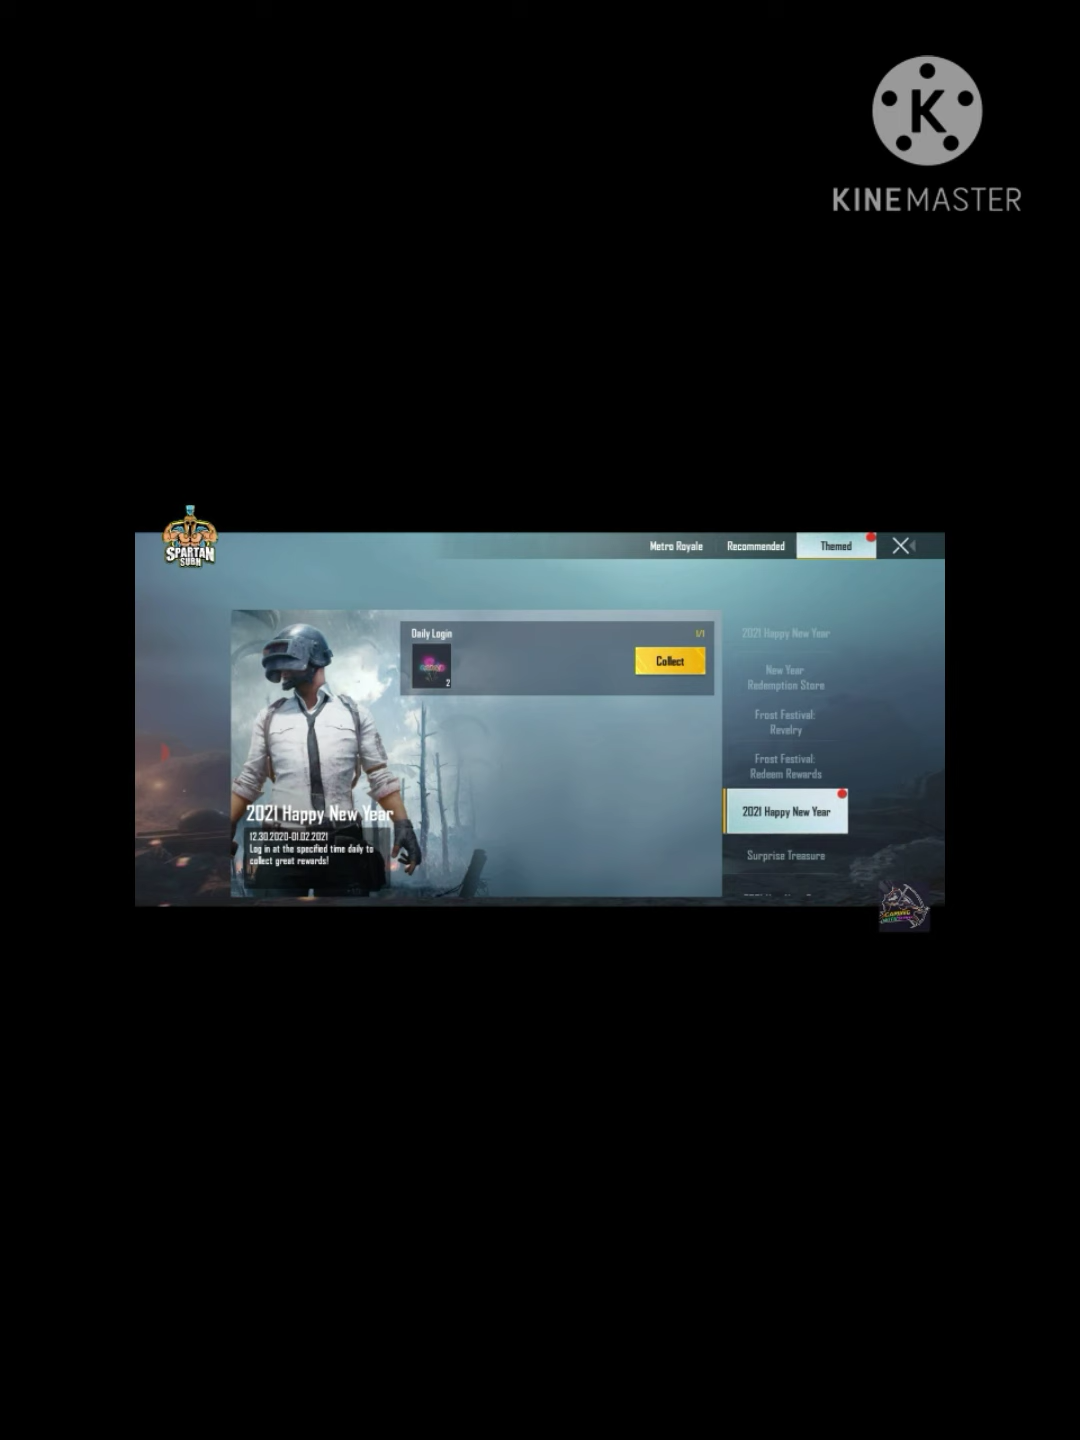 K
KINEMASTER
SPARTAN
SUBH
Metro Royale
Recommended
Themed
Daily Login
1/1
2
Collect
2021 Happy New Year
New Year
Redemption Store
Frost Festival:
Revelry
Frost Festival:
Redeem Rewards
2021 Happy New Year
Surprise Treasure
2021 Happy New Year
12.30.2020-01.02.2021
Log in at the specified time daily to
collect great rewards!
GAMING